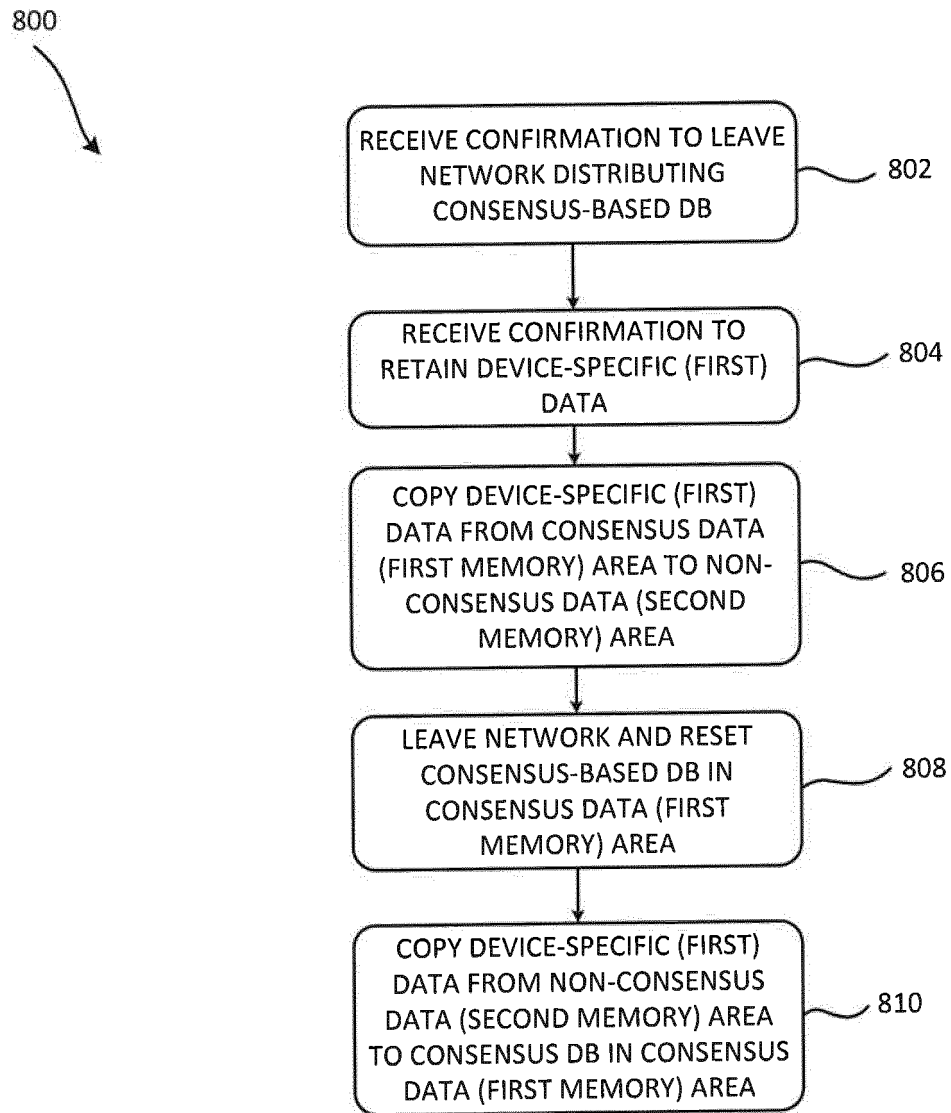 800
RECEIVE CONFIRMATION TO LEAVE
NETWORK DISTRIBUTING
CONSENSUS-BASED DB
802
RECEIVE CONFIRMATION TO
RETAIN DEVICE-SPECIFIC (FIRST)
DATA
804
COPY DEVICE-SPECIFIC (FIRST)
DATA FROM CONSENSUS DATA
(FIRST MEMORY) AREA TO NON-
CONSENSUS DATA (SECOND
MEMORY) AREA
806
LEAVE NETWORK AND RESET
CONSENSUS-BASED DB IN
CONSENSUS DATA (FIRST
MEMORY) AREA
808
COPY DEVICE-SPECIFIC (FIRST)
DATA FROM NON-CONSENSUS
DATA (SECOND MEMORY) AREA
TO CONSENSUS DB IN CONSENSUS
DATA (FIRST MEMORY) AREA
810